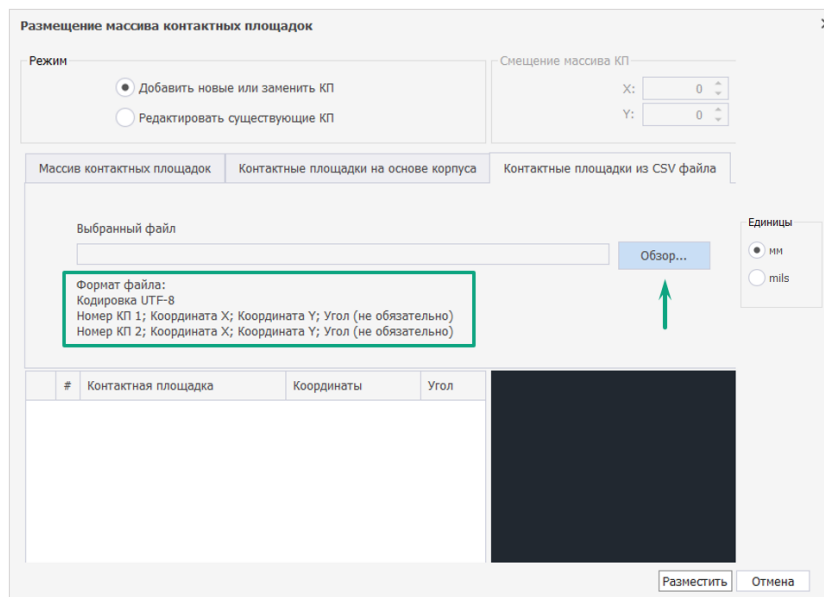 Размещение массива контактных площадок
Режим
Добавить новые или заменить КП
Редактировать существующие КП
Смещение массива КП
X: 0
Y: 0
Массив контактных площадок
Контактные площадки на основе корпуса
Контактные площадки из CSV файла
Выбранный файл
Обзор...
Формат файла:
Кодировка UTF-8
Номер КП 1; Координата X; Координата Y; Угол (не обязательно)
Номер КП 2; Координата X; Координата Y; Угол (не обязательно)
Единицы
мм
mils
# Контактная площадка Координаты Угол
Разместить Отмена